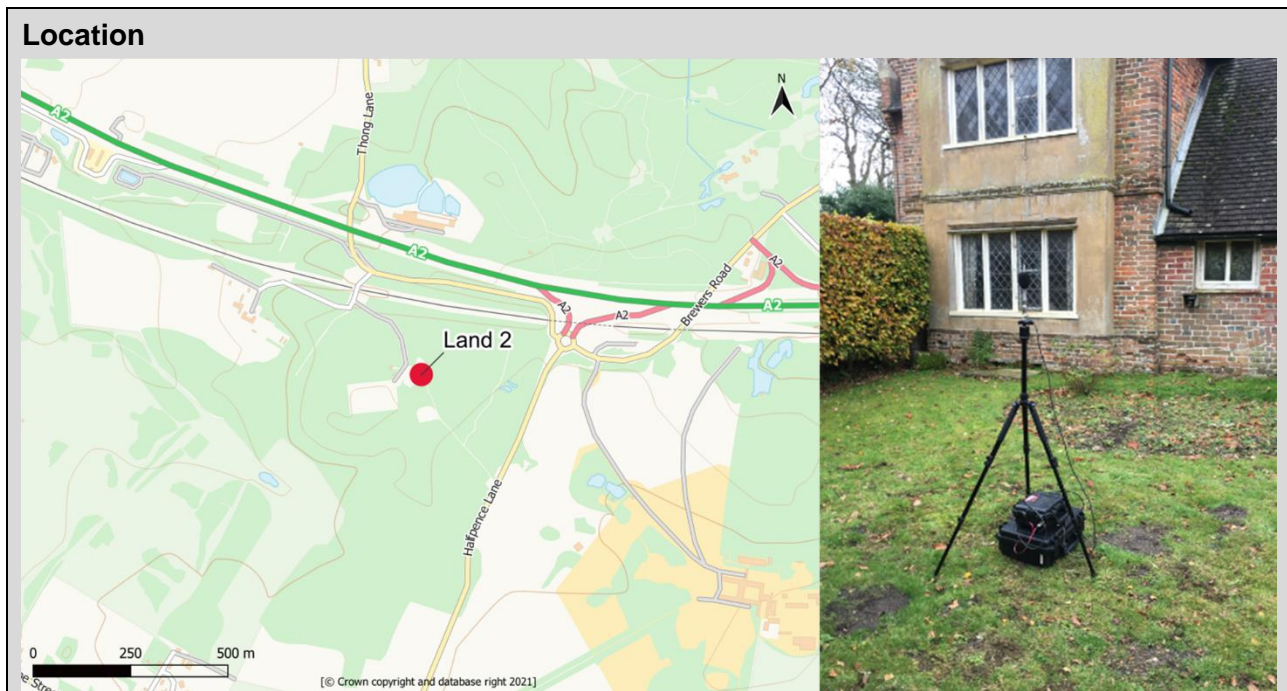 Location
N
Thong Lane
A2
A2
A2
A2
A2
A2
Brewers Road
Land 2
Halfpence Lane
0 250 500 m
[© Crown copyright and database right 2021]